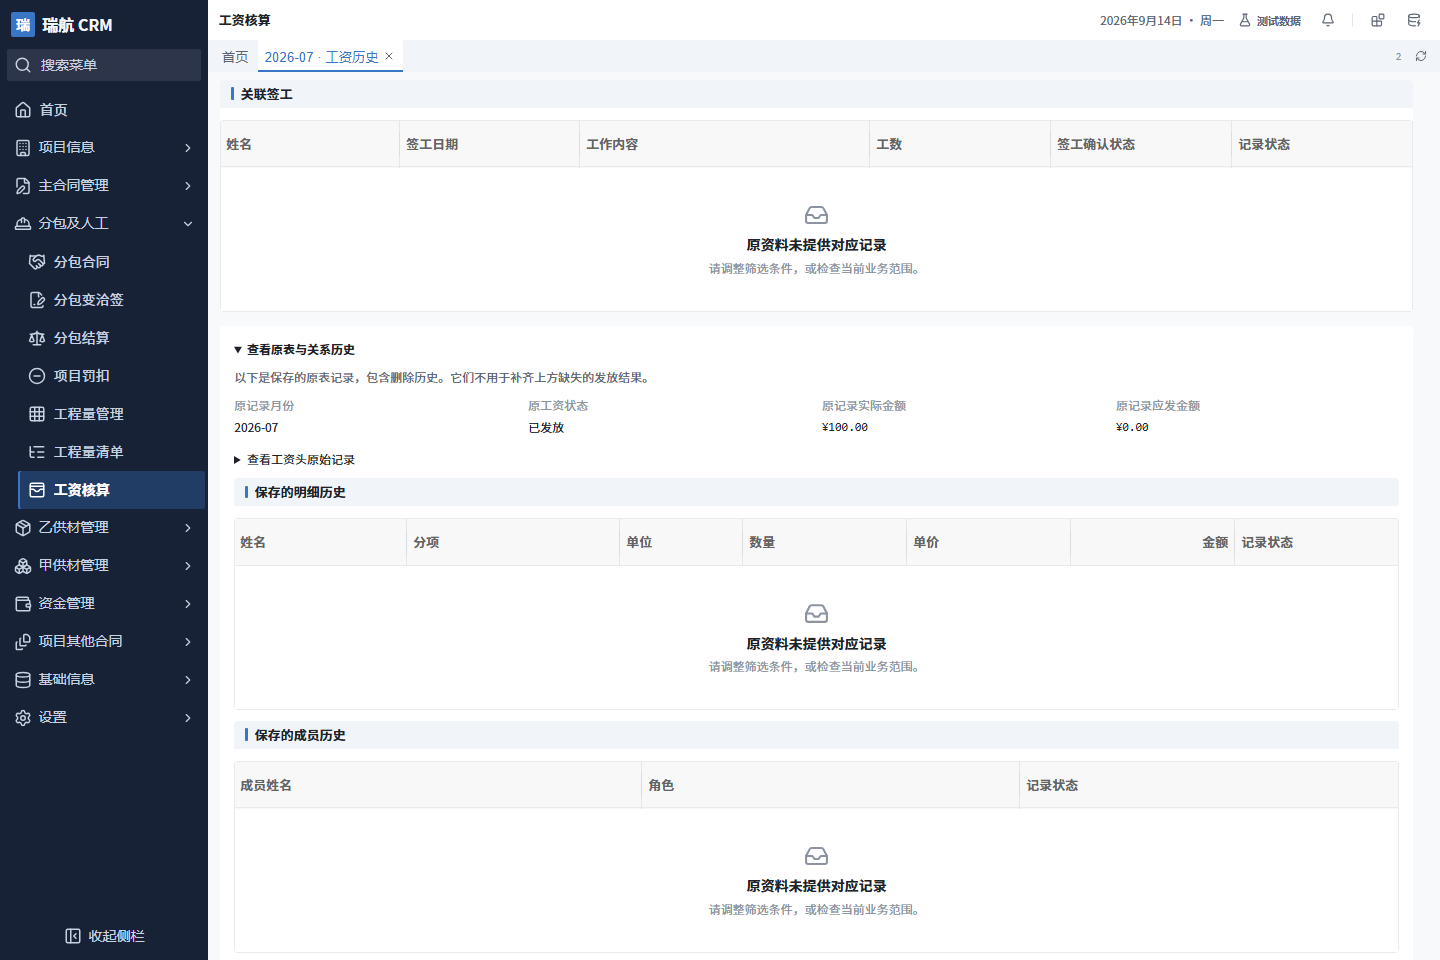 瑞 瑞航 CRM
搜索菜单
首页
项目信息
主合同管理
分包及人工
分包合同
分包变洽签
分包结算
项目罚扣
工程量管理
工程量清单
工资核算
乙供材管理
甲供材管理
资金管理
项目其他合同
基础信息
设置
收起侧栏
工资核算
2026年9月14日 · 周一 测试数据
首页 2026-07 · 工资历史
2
关联签工
姓名 签工日期 工作内容 工数 签工确认状态 记录状态
原资料未提供对应记录
请调整筛选条件，或检查当前业务范围。
查看原表与关系历史
以下是保存的原表记录，包含删除历史。它们不用于补齐上方缺失的发放结果。
原记录月份 原工资状态 原记录实际金额 原记录应发金额
2026-07 已发放 ¥100.00 ¥0.00
查看工资头原始记录
保存的明细历史
姓名 分项 单位 数量 单价 金额 记录状态
原资料未提供对应记录
请调整筛选条件，或检查当前业务范围。
保存的成员历史
成员姓名 角色 记录状态
原资料未提供对应记录
请调整筛选条件，或检查当前业务范围。